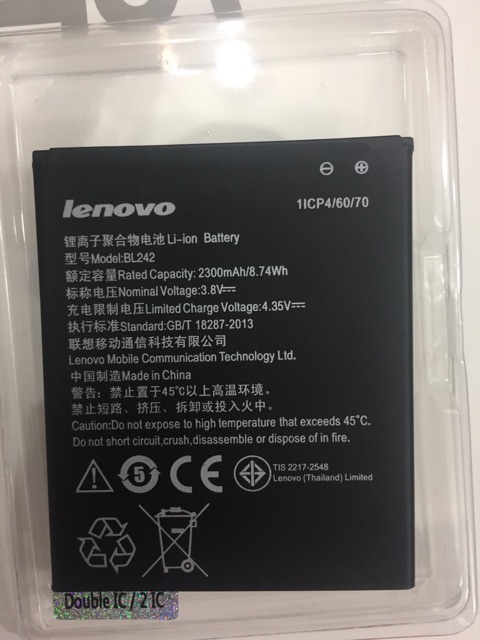 ⊖ ⊕
lenovo
1ICP4/60/70
锂离子聚合物电池 Li-ion Battery
型号Model:BL242
额定容量Rated Capacity: 2300mAh/8.74Wh
标称电压Nominal Voltage:3.8V⎓
充电限制电压Limited Charge Voltage:4.35V⎓
执行标准Standard:GB/T 18287-2013
联想移动通信科技有限公司
Lenovo Mobile Communication Technology Ltd.
中国制造Made in China
警告：禁止置于45°C以上高温环境。
禁止短路、挤压、拆卸或投入火中。
Caution:Do not expose to high temperature that exceeds 45°C.
Do not short circuit,crush,disassemble or dispose of in fire.
5
CE
TIS 2217-2548
Lenovo (Thailand) Limited
Double IC / 2 IC